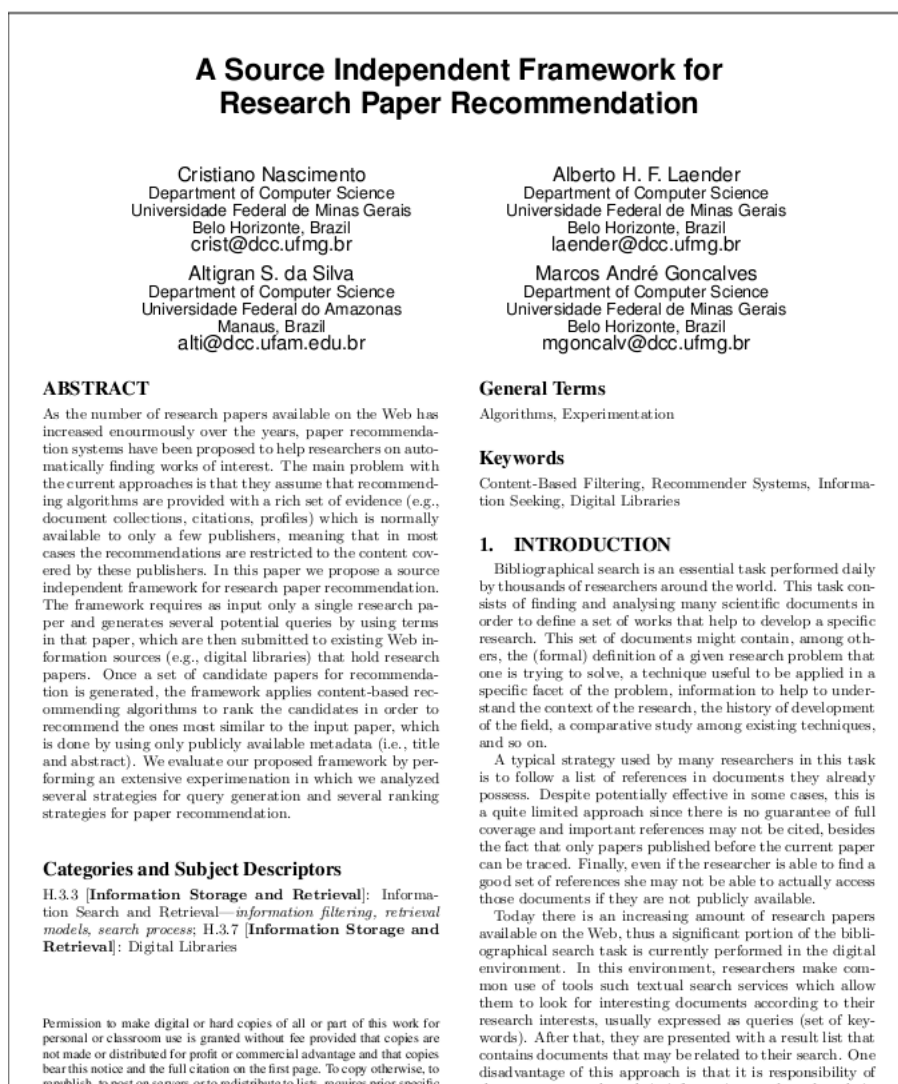 A Source Independent Framework for
Research Paper Recommendation
Cristiano Nascimento
Department of Computer Science
Universidade Federal de Minas Gerais
Belo Horizonte, Brazil
crist@dcc.ufmg.br
Alberto H. F. Laender
Department of Computer Science
Universidade Federal de Minas Gerais
Belo Horizonte, Brazil
laender@dcc.ufmg.br
Altigran S. da Silva
Department of Computer Science
Universidade Federal do Amazonas
Manaus, Brazil
alti@dcc.ufam.edu.br
Marcos André Goncalves
Department of Computer Science
Universidade Federal de Minas Gerais
Belo Horizonte, Brazil
mgoncalv@dcc.ufmg.br
ABSTRACT
As the number of research papers available on the Web has
increased enourmously over the years, paper recommenda-
tion systems have been proposed to help researchers on auto-
matically finding works of interest. The main problem with
the current approaches is that they assume that recommend-
ing algorithms are provided with a rich set of evidence (e.g.,
document collections, citations, profiles) which is normally
available to only a few publishers, meaning that in most
cases the recommendations are restricted to the content cov-
ered by these publishers. In this paper we propose a source
independent framework for research paper recommendation.
The framework requires as input only a single research pa-
per and generates several potential queries by using terms
in that paper, which are then submitted to existing Web in-
formation sources (e.g., digital libraries) that hold research
papers. Once a set of candidate papers for recommenda-
tion is generated, the framework applies content-based rec-
ommending algorithms to rank the candidates in order to
recommend the ones most similar to the input paper, which
is done by using only publicly available metadata (i.e., title
and abstract). We evaluate our proposed framework by per-
forming an extensive experimenation in which we analyzed
several strategies for query generation and several ranking
strategies for paper recommendation.
Categories and Subject Descriptors
H.3.3 [Information Storage and Retrieval]: Informa-
tion Search and Retrieval—information filtering, retrieval
models, search process; H.3.7 [Information Storage and
Retrieval]: Digital Libraries
Permission to make digital or hard copies of all or part of this work for
personal or classroom use is granted without fee provided that copies are
not made or distributed for profit or commercial advantage and that copies
bear this notice and the full citation on the first page. To copy otherwise, to
republish, to post on servers or to redistribute to lists, requires prior specific
General Terms
Algorithms, Experimentation
Keywords
Content-Based Filtering, Recommender Systems, Informa-
tion Seeking, Digital Libraries
1. INTRODUCTION
Bibliographical search is an essential task performed daily
by thousands of researchers around the world. This task con-
sists of finding and analysing many scientific documents in
order to define a set of works that help to develop a specific
research. This set of documents might contain, among oth-
ers, the (formal) definition of a given research problem that
one is trying to solve, a technique useful to be applied in a
specific facet of the problem, information to help to under-
stand the context of the research, the history of development
of the field, a comparative study among existing techniques,
and so on.
A typical strategy used by many researchers in this task
is to follow a list of references in documents they already
possess. Despite potentially effective in some cases, this is
a quite limited approach since there is no guarantee of full
coverage and important references may not be cited, besides
the fact that only papers published before the current paper
can be traced. Finally, even if the researcher is able to find a
good set of references she may not be able to actually access
those documents if they are not publicly available.
Today there is an increasing amount of research papers
available on the Web, thus a significant portion of the bibli-
ographical search task is currently performed in the digital
environment. In this environment, researchers make com-
mon use of tools such textual search services which allow
them to look for interesting documents according to their
research interests, usually expressed as queries (set of key-
words). After that, they are presented with a result list that
contains documents that may be related to their search. One
disadvantage of this approach is that it is responsibility of